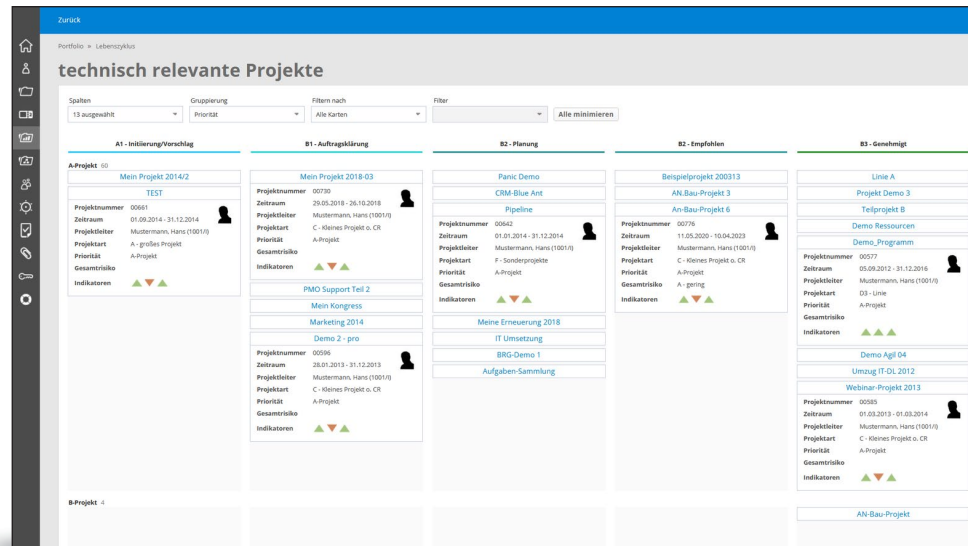 Zurück
Portfolio » Lebenszyklus
technisch relevante Projekte
Spalten Gruppierung Filtern nach Filter
13 ausgewählt Priorität Alle Karten Alle minimieren
A1 - Initiierung/Vorschlag B1 - Auftragsklärung B2 - Planung B2 - Empfohlen B3 - Genehmigt
A-Projekt 60
Mein Projekt 2014/2
TEST
Projektnummer 00661
Zeitraum 01.09.2014 - 31.12.2014
Projektleiter Mustermann, Hans (1001/I)
Projektart A - großes Projekt
Priorität A-Projekt
Gesamtrisiko
Indikatoren
Mein Projekt 2018-03
Projektnummer 00730
Zeitraum 29.05.2018 - 26.10.2018
Projektleiter Mustermann, Hans (1001/I)
Projektart C - Kleines Projekt o. CR
Priorität A-Projekt
Gesamtrisiko
Indikatoren
PMO Support Teil 2
Mein Kongress
Marketing 2014
Demo 2 - pro
Projektnummer 00596
Zeitraum 28.01.2013 - 31.12.2013
Projektleiter Mustermann, Hans (1001/I)
Projektart C - Kleines Projekt o. CR
Priorität A-Projekt
Gesamtrisiko
Indikatoren
Panic Demo
CRM-Blue Ant
Pipeline
Projektnummer 00642
Zeitraum 01.01.2014 - 31.12.2014
Projektleiter Mustermann, Hans (1001/I)
Projektart F - Sonderprojekte
Priorität A-Projekt
Gesamtrisiko
Indikatoren
Meine Erneuerung 2018
IT Umsetzung
BRG-Demo 1
Aufgaben-Sammlung
Beispielprojekt 200313
AN.Bau-Projekt 3
An-Bau-Projekt 6
Projektnummer 00776
Zeitraum 11.05.2020 - 10.04.2023
Projektleiter Mustermann, Hans (1001/I)
Projektart C - Kleines Projekt o. CR
Priorität A-Projekt
Gesamtrisiko A - gering
Indikatoren
Linie A
Projekt Demo 3
Teilprojekt B
Demo Ressourcen
Demo_Programm
Projektnummer 00577
Zeitraum 05.09.2012 - 31.12.2016
Projektleiter Mustermann, Hans (1001/I)
Projektart D3 - Linie
Priorität A-Projekt
Gesamtrisiko
Indikatoren
Demo Agil 04
Umzug IT-DL 2012
Webinar-Projekt 2013
Projektnummer 00585
Zeitraum 01.03.2013 - 01.03.2014
Projektleiter Mustermann, Hans (1001/I)
Projektart C - Kleines Projekt o. CR
Priorität A-Projekt
Gesamtrisiko
Indikatoren
B-Projekt 4
AN-Bau-Projekt